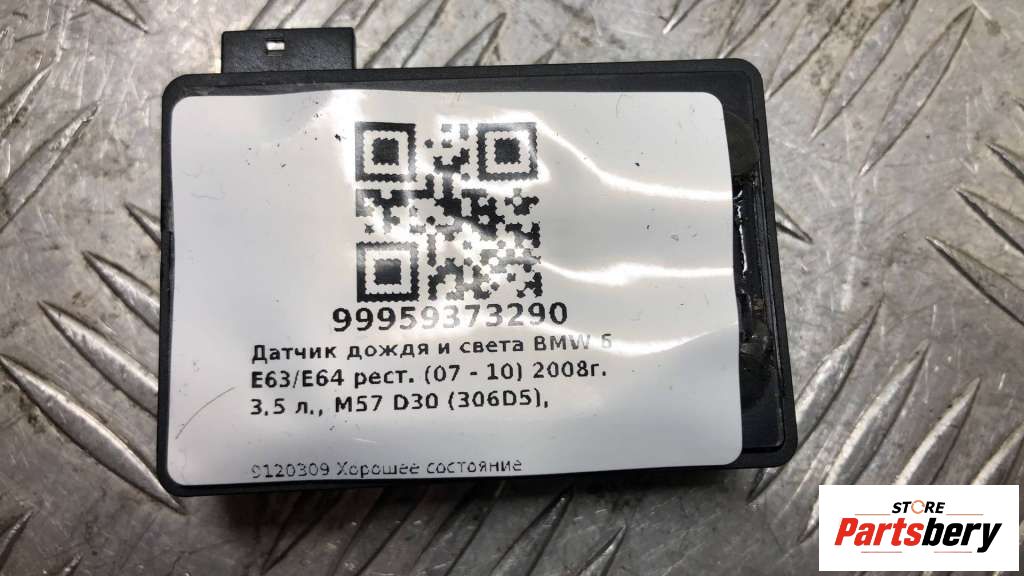 99959373290
Датчик дождя и света BMW 6
E63/E64 рест. (07 - 10) 2008г.
3.5 л., M57 D30 (306D5),
9120309 Хорошее состояние
STORE
Partsbery